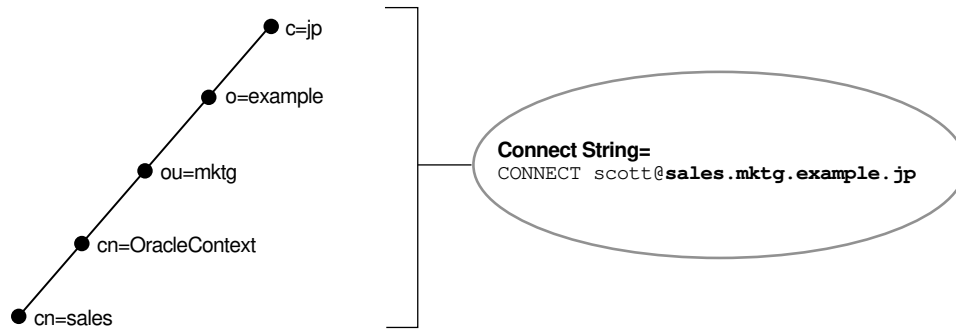 c=jp
o=example
ou=mktg
cn=OracleContext
cn=sales
Connect String=
CONNECT scott@sales.mktg.example.jp